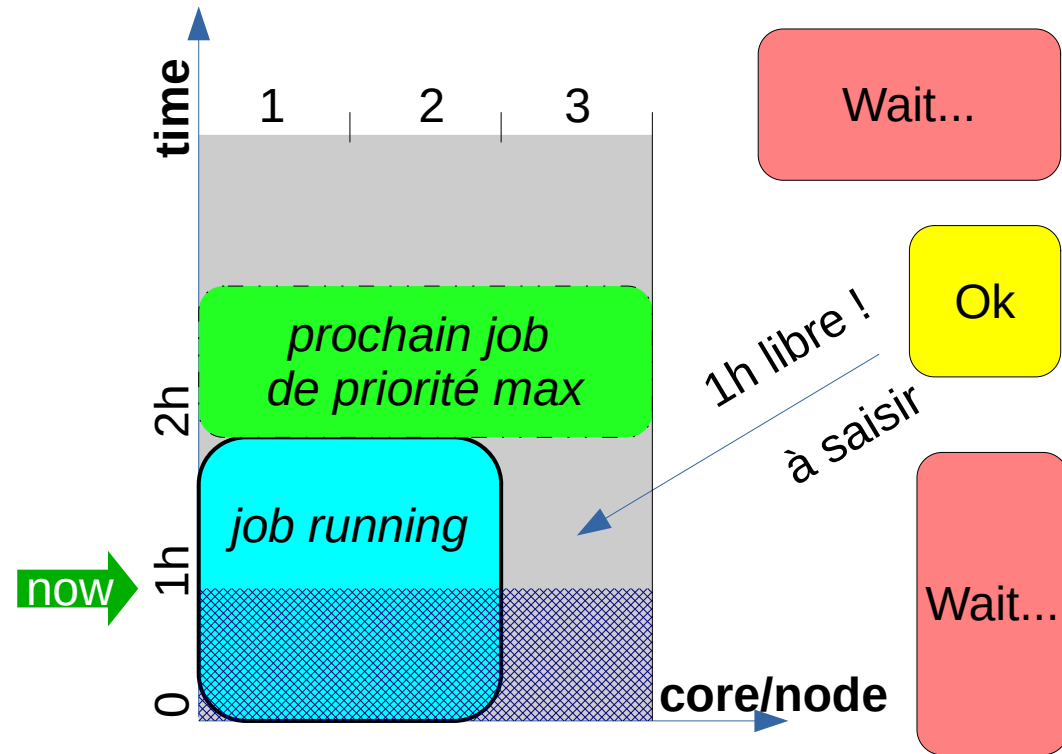 time
1 2 3
Wait...
Ok
1h libre !
à saisir
prochain job
de priorité max
2h
job running
1h
now
Wait...
0
core/node